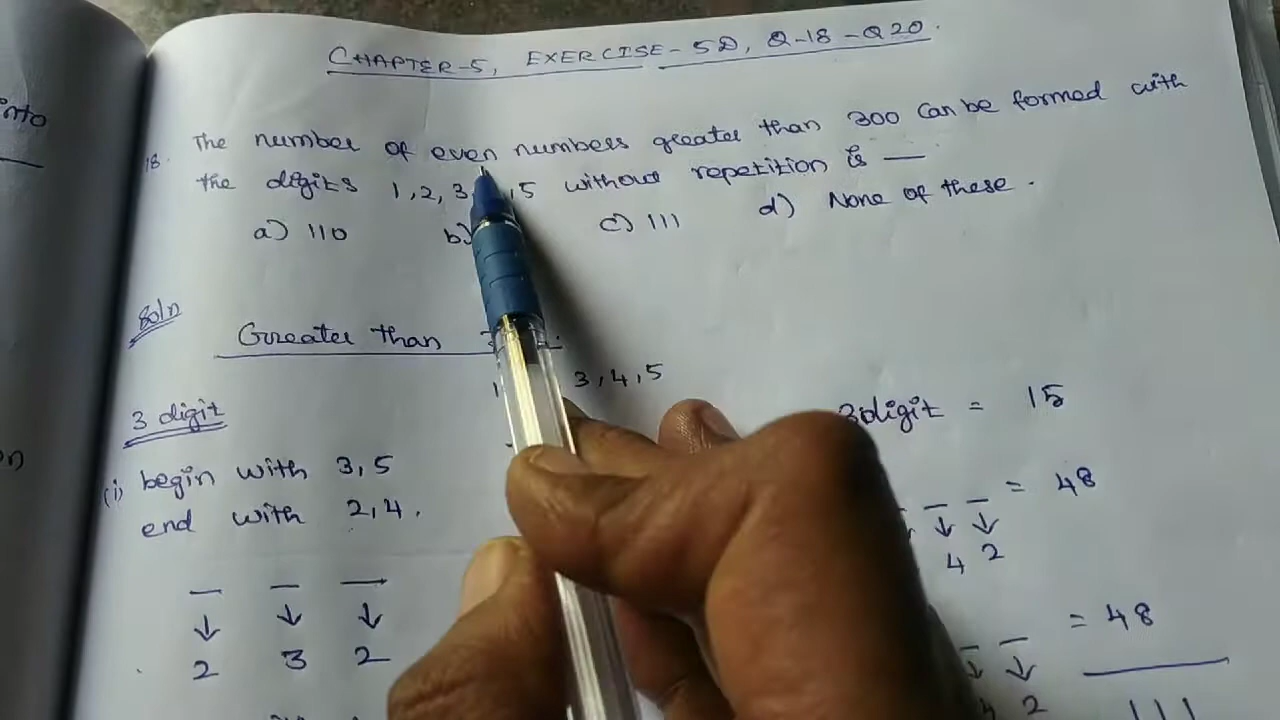 CHAPTER-5, EXERCISE-5D, Q-18-Q20.
into
18. The number of even numbers greater than 300 can be formed with
the digits 1,2,3 ,5 without repetition is —
a) 110 b) c) 111 d) None of these.
Soln
Greater than
3,4,5
3 digit
3digit = 15
(i) begin with 3,5
end with 2,4.
= 48
4 2
= 48
2 3 2
2
111